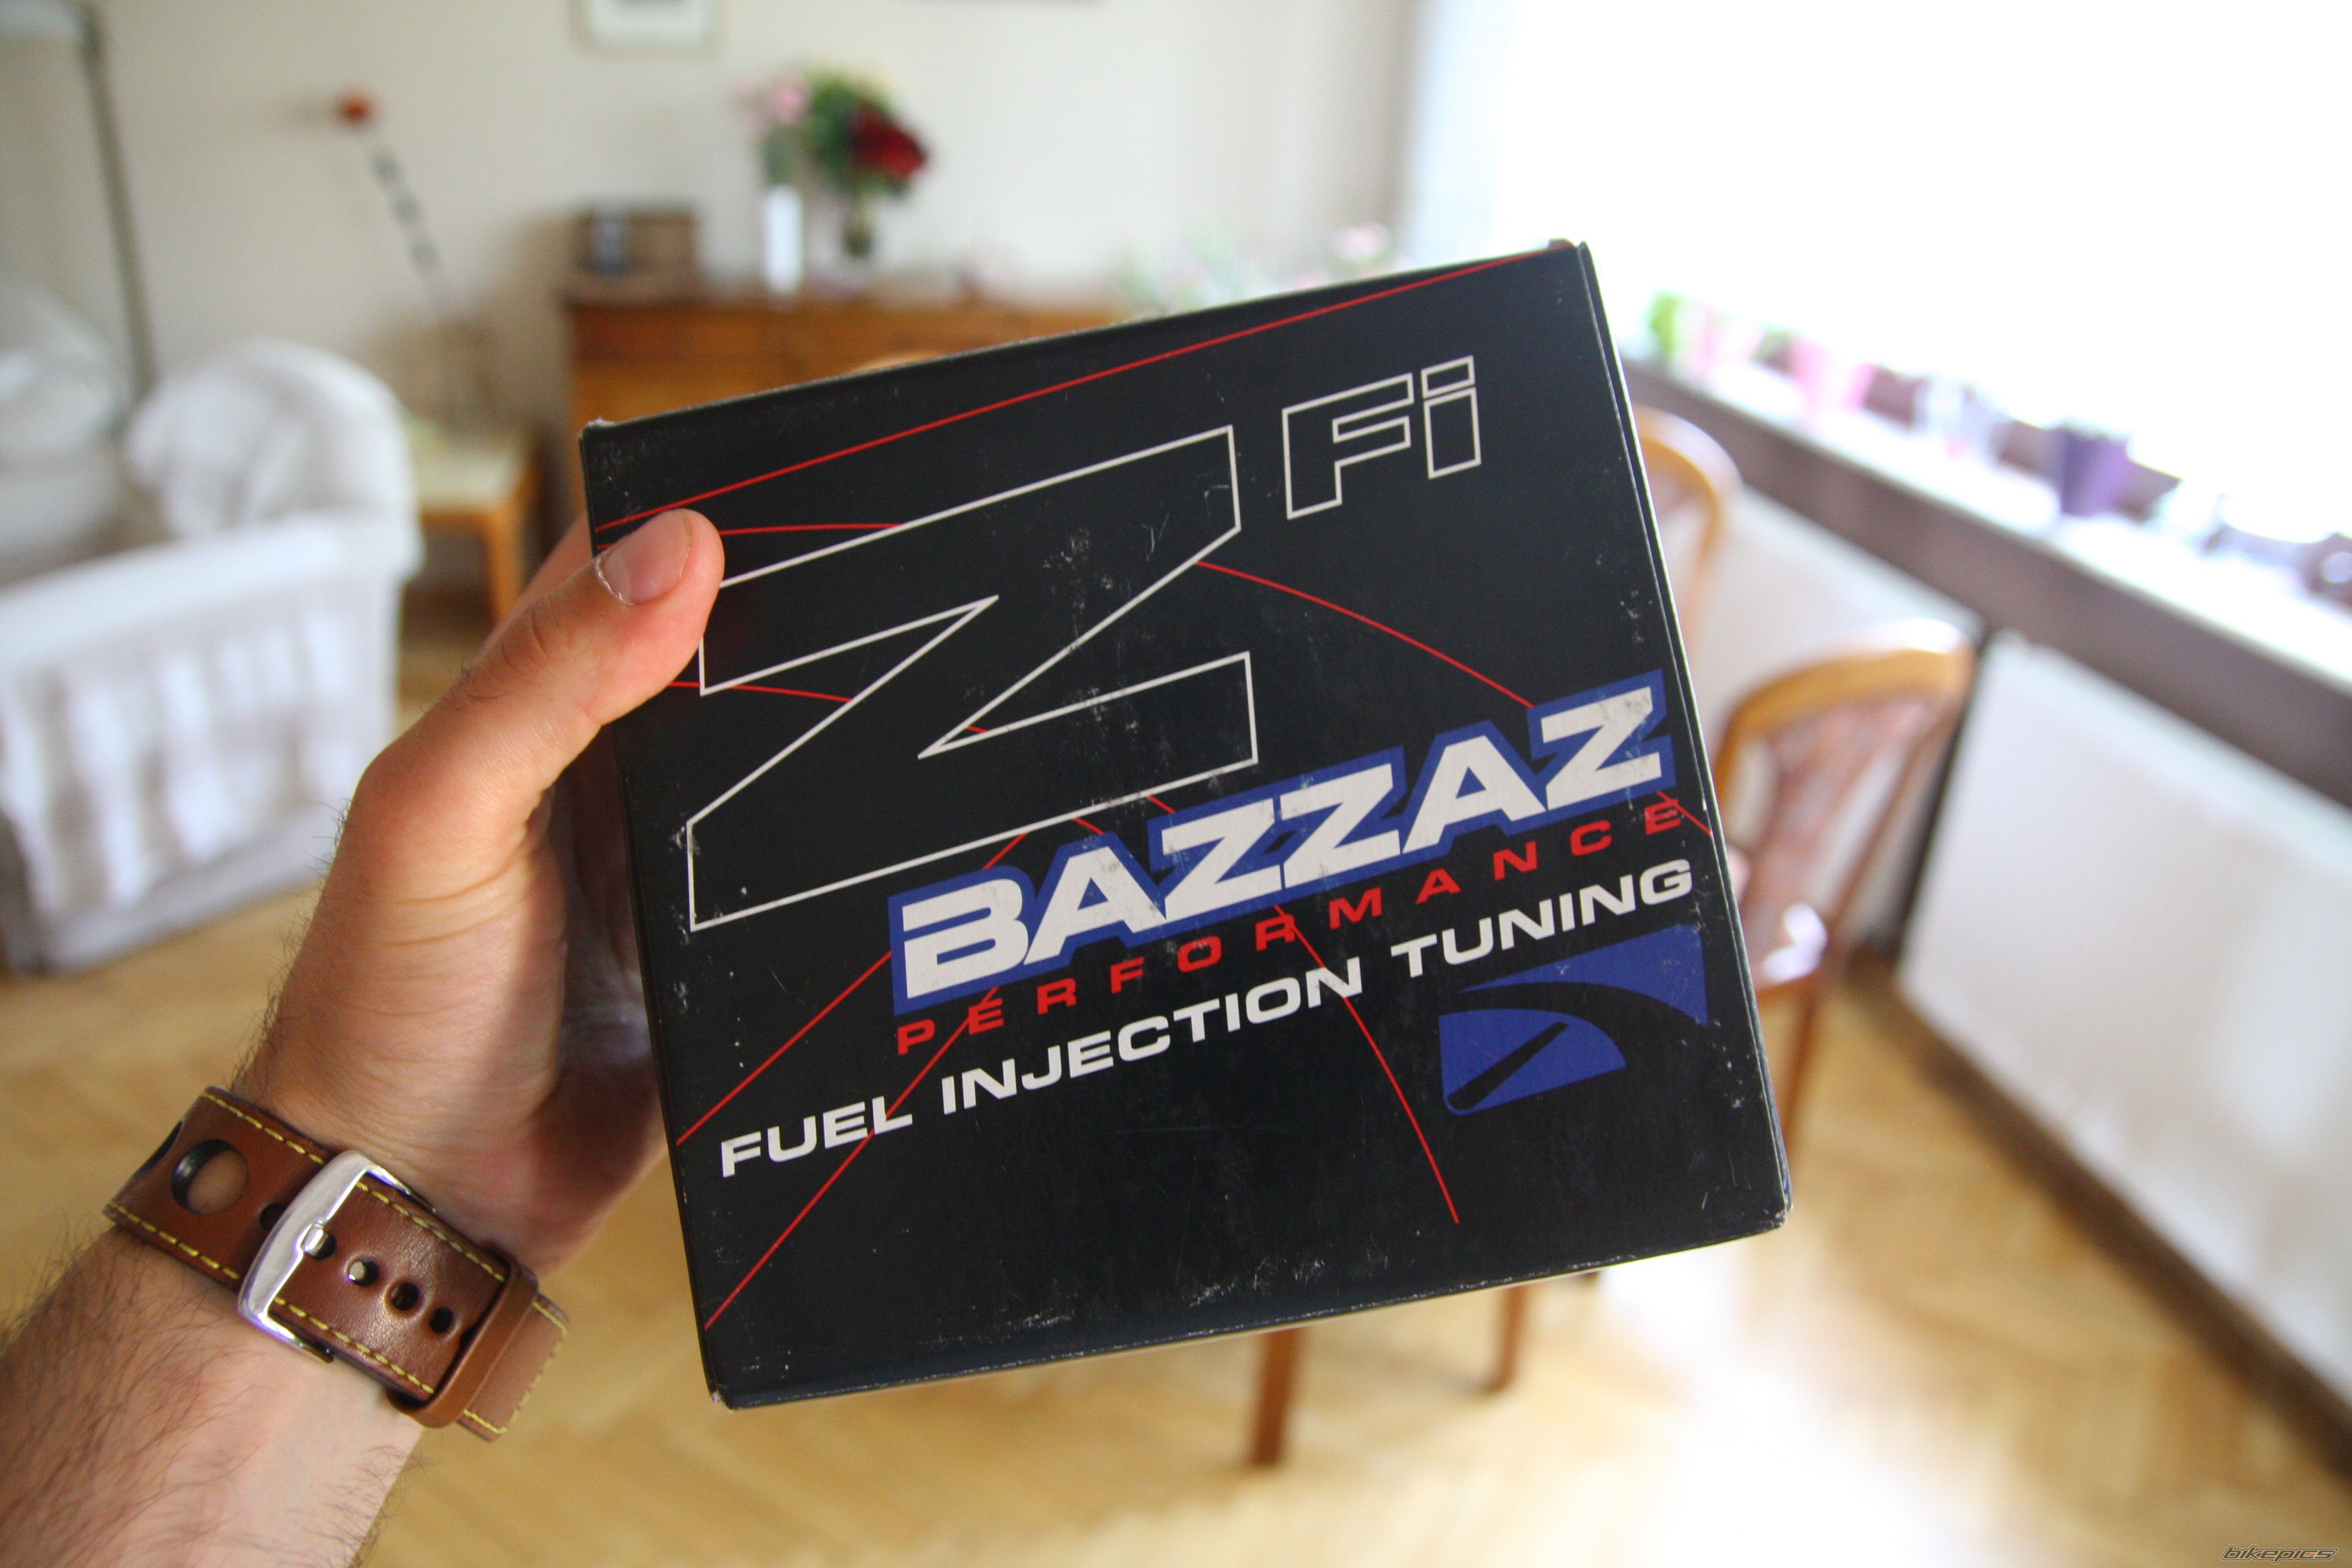 Z Fi
BAZZAZ
PERFORMANCE
FUEL INJECTION TUNING
bikepics